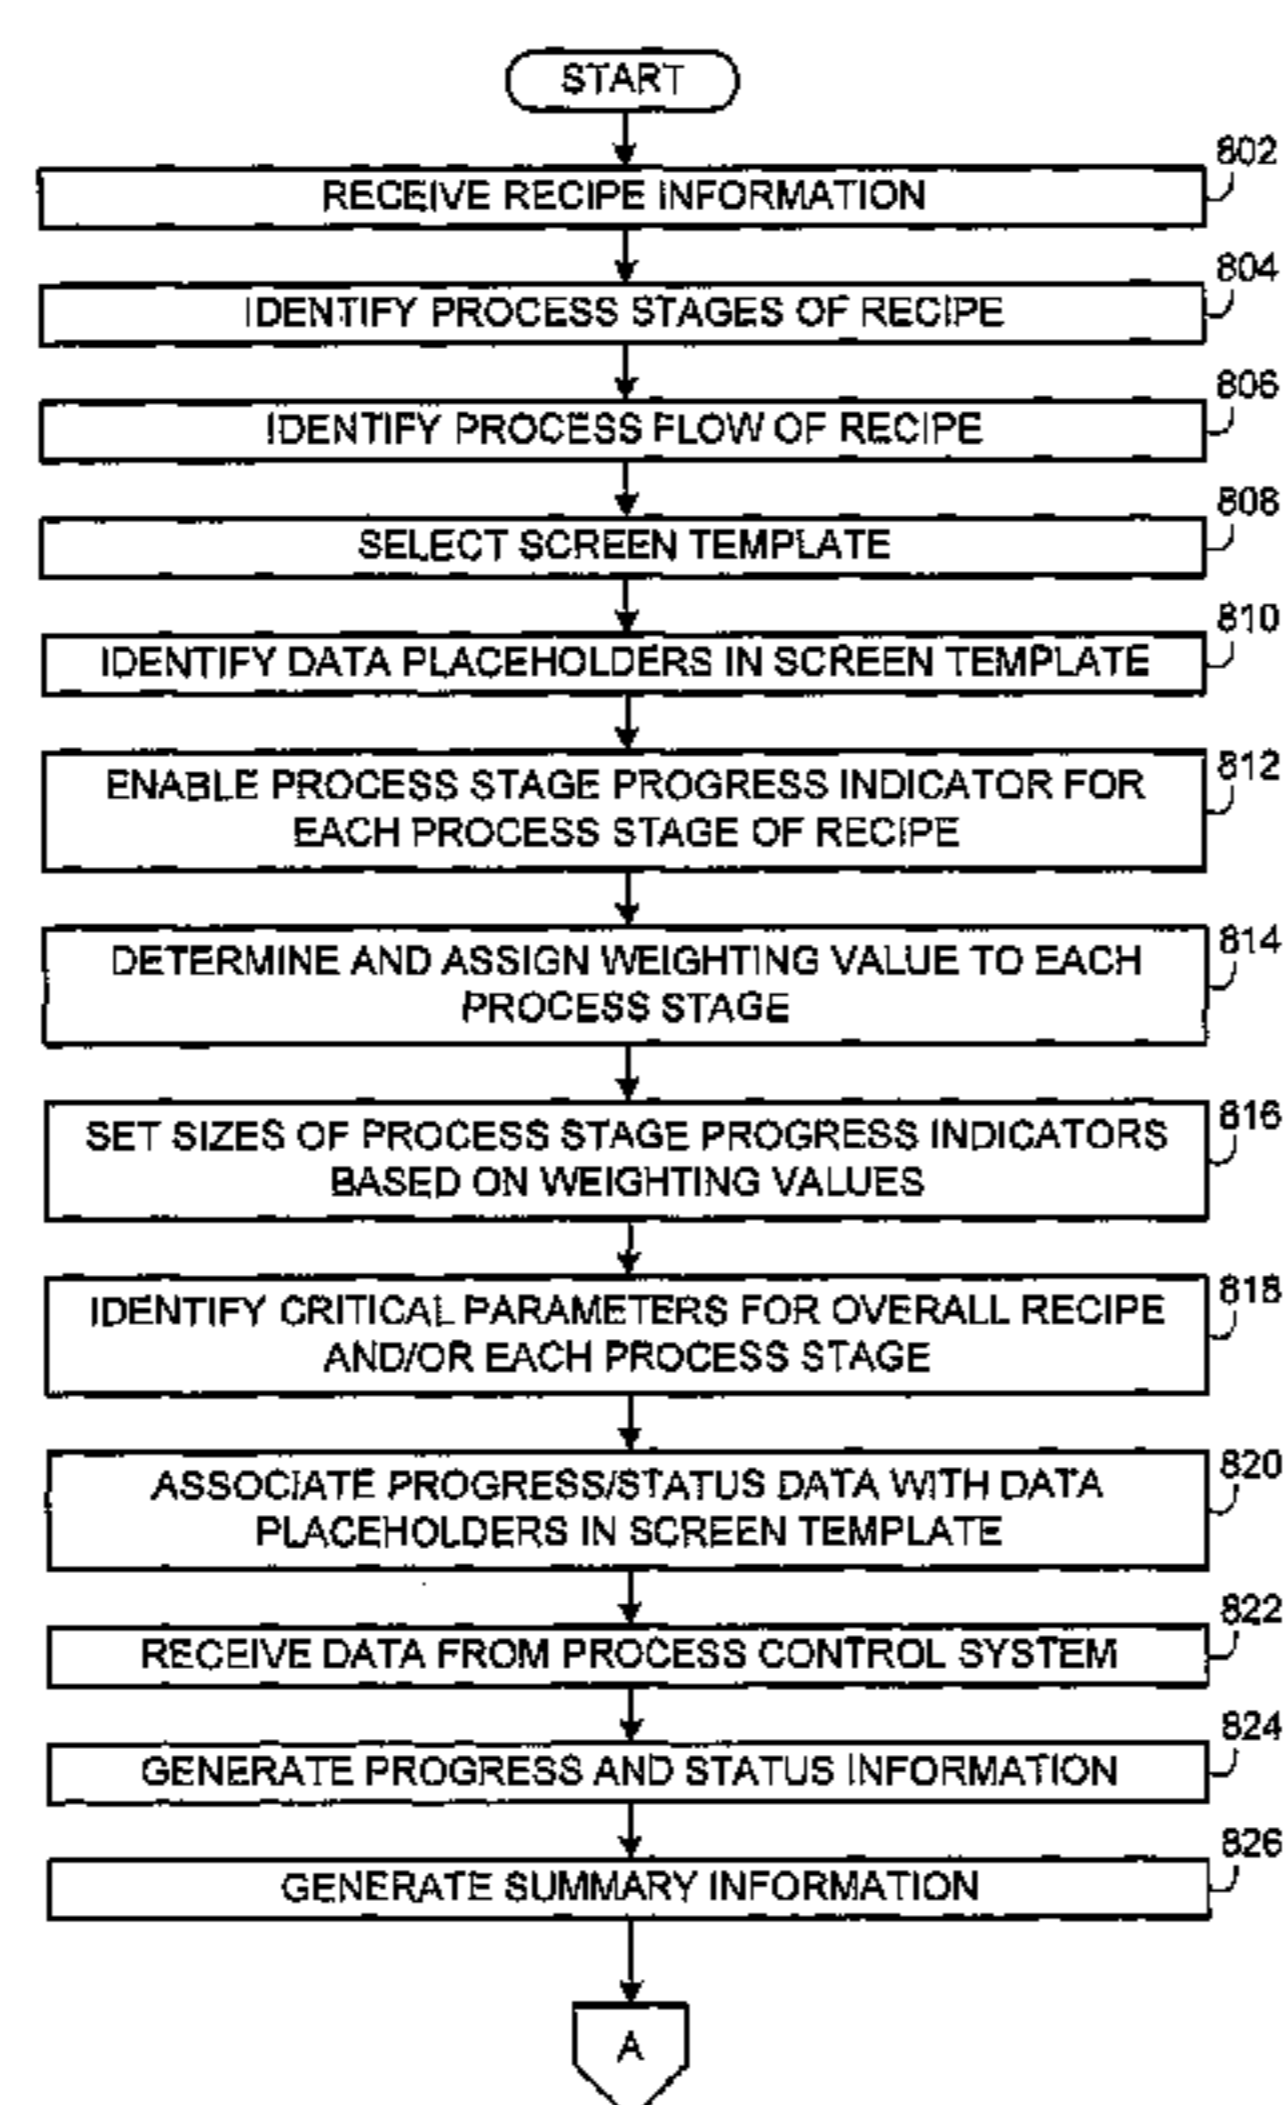 START
802
RECEIVE RECIPE INFORMATION
804
IDENTIFY PROCESS STAGES OF RECIPE
806
IDENTIFY PROCESS FLOW OF RECIPE
808
SELECT SCREEN TEMPLATE
810
IDENTIFY DATA PLACEHOLDERS IN SCREEN TEMPLATE
812
ENABLE PROCESS STAGE PROGRESS INDICATOR FOR
EACH PROCESS STAGE OF RECIPE
814
DETERMINE AND ASSIGN WEIGHTING VALUE TO EACH
PROCESS STAGE
816
SET SIZES OF PROCESS STAGE PROGRESS INDICATORS
BASED ON WEIGHTING VALUES
818
IDENTIFY CRITICAL PARAMETERS FOR OVERALL RECIPE
AND/OR EACH PROCESS STAGE
820
ASSOCIATE PROGRESS/STATUS DATA WITH DATA
PLACEHOLDERS IN SCREEN TEMPLATE
822
RECEIVE DATA FROM PROCESS CONTROL SYSTEM
824
GENERATE PROGRESS AND STATUS INFORMATION
826
GENERATE SUMMARY INFORMATION
A